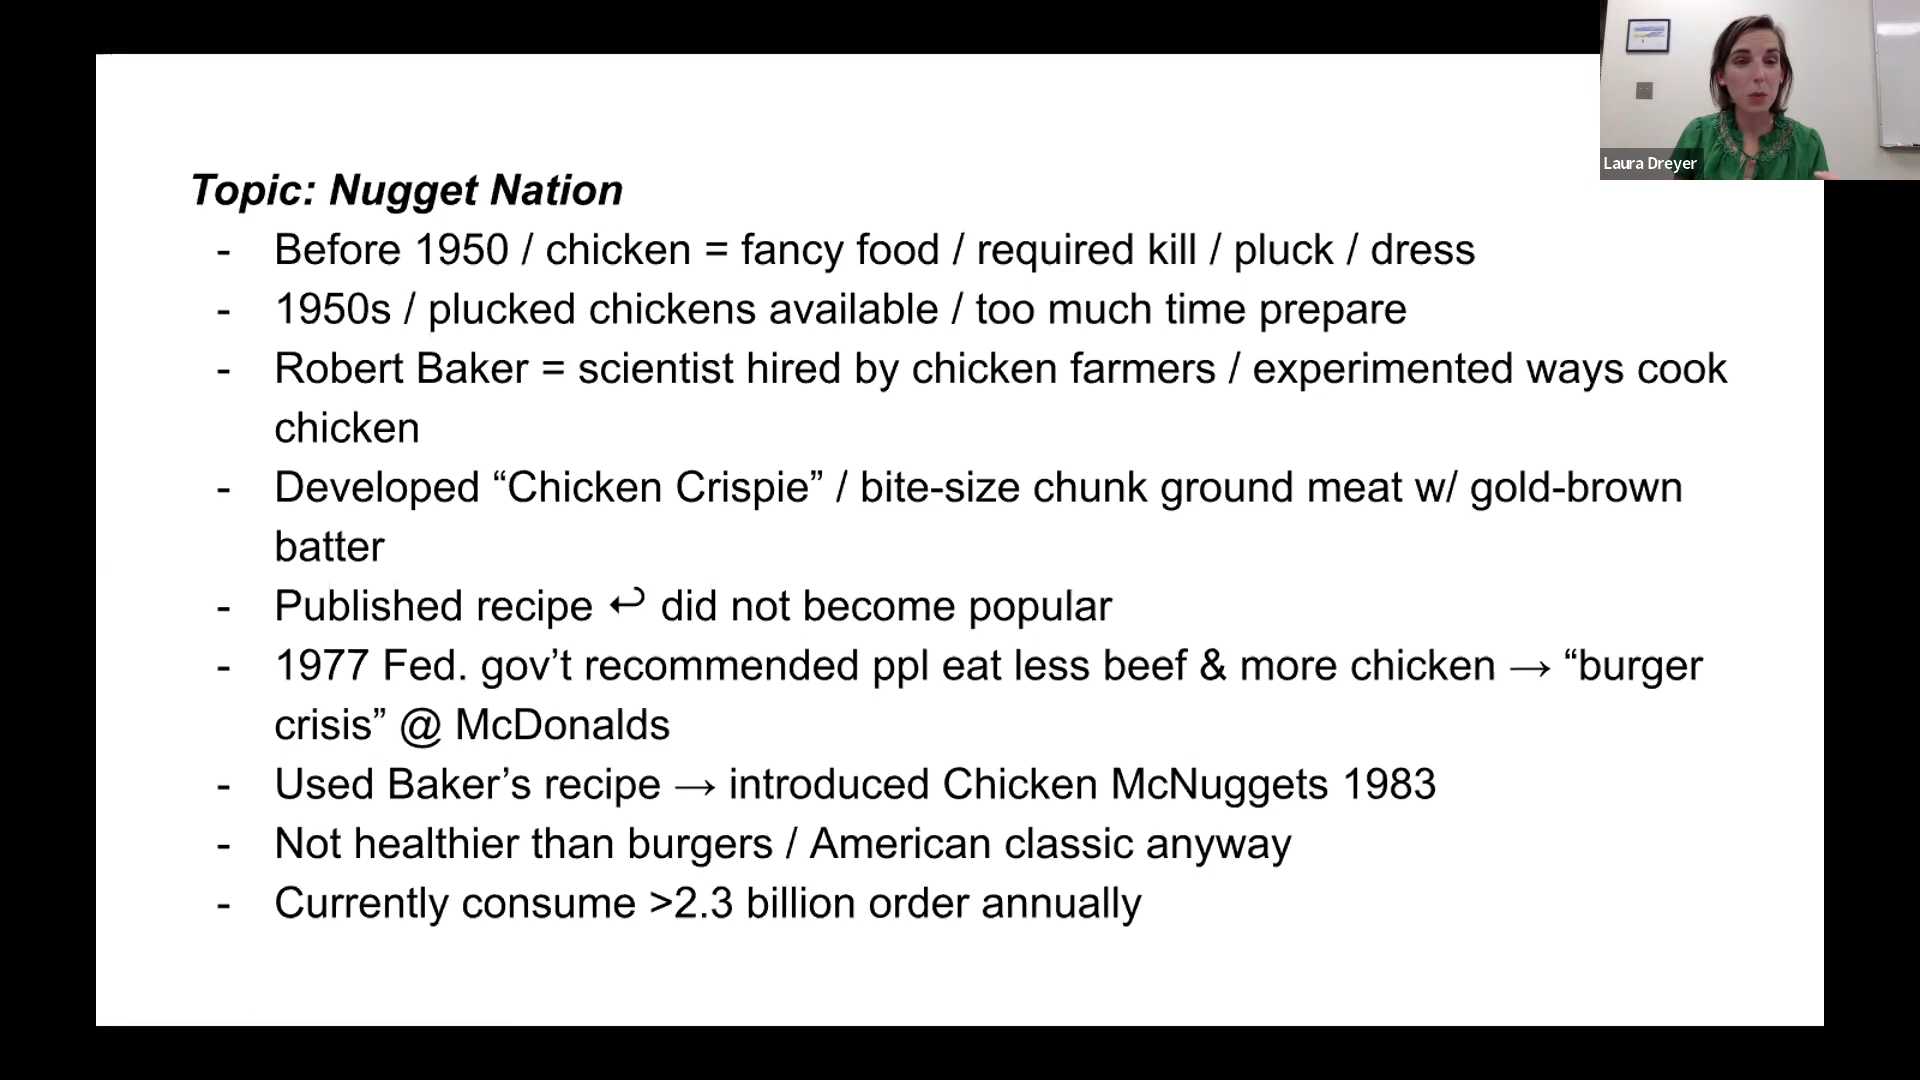 Laura Dreyer
Topic: Nugget Nation
- Before 1950 / chicken = fancy food / required kill / pluck / dress
- 1950s / plucked chickens available / too much time prepare
- Robert Baker = scientist hired by chicken farmers / experimented ways cook
chicken
- Developed “Chicken Crispie” / bite-size chunk ground meat w/ gold-brown
batter
- Published recipe ↩ did not become popular
- 1977 Fed. gov’t recommended ppl eat less beef & more chicken → “burger
crisis” @ McDonalds
- Used Baker’s recipe → introduced Chicken McNuggets 1983
- Not healthier than burgers / American classic anyway
- Currently consume >2.3 billion order annually